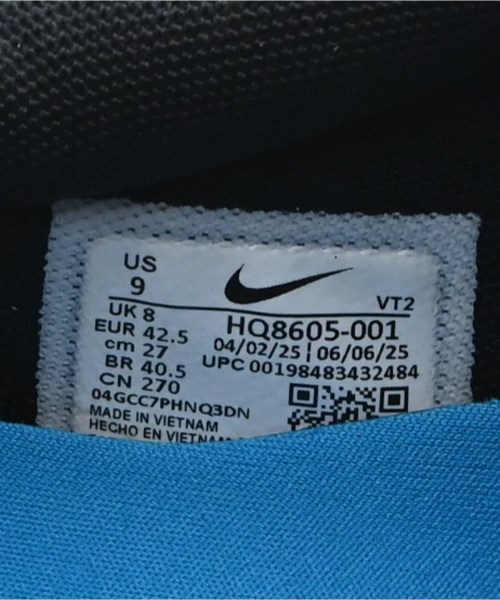 US
9
VT2
UK 8
EUR 42.5
cm 27
BR 40.5
CN 270
HQ8605-001
04/02/25 | 06/06/25
UPC 00198483432484
04GCC7PHNQ3DN
MADE IN VIETNAM
HECHO EN VIETNAM